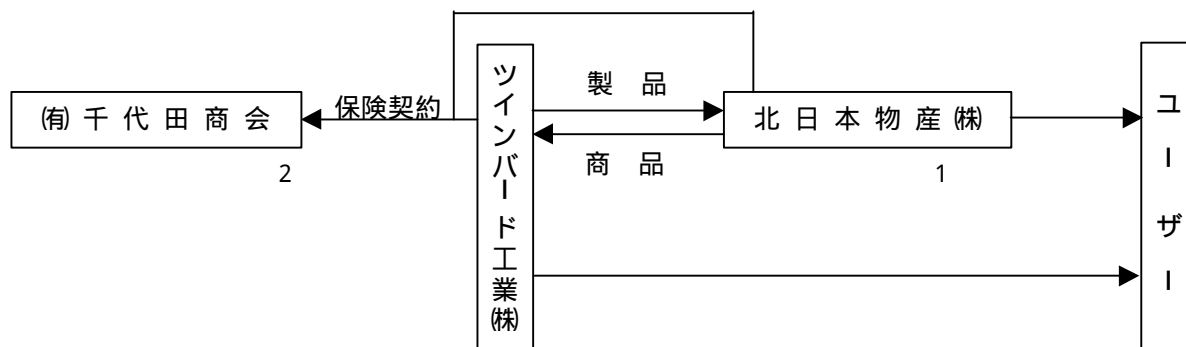 ㈲千代田商会
2
保険契約
ツインバード工業㈱
製品
商品
北日本物産㈱
1
ユーザー